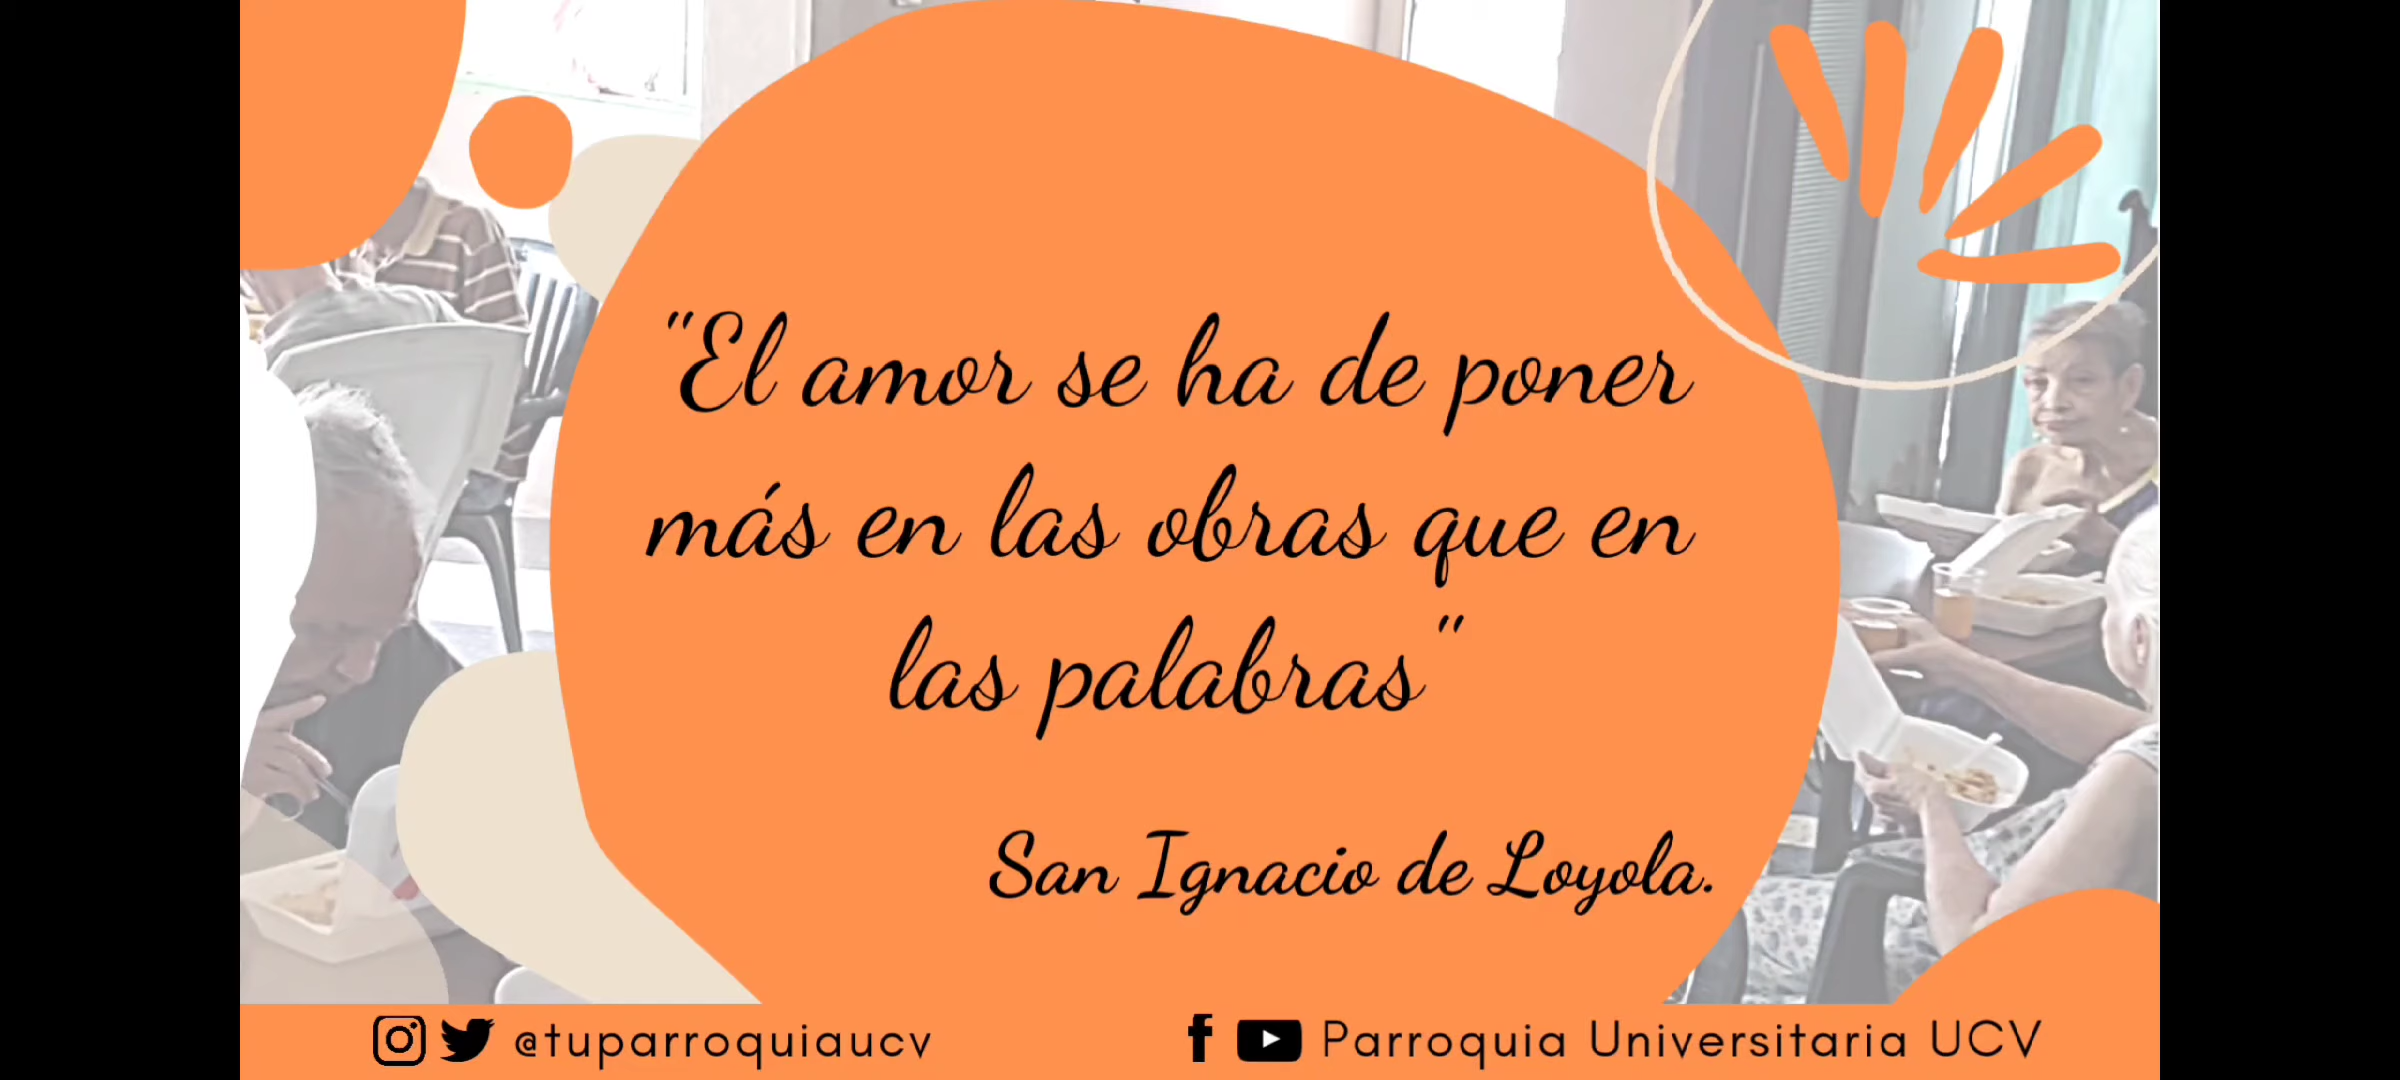 "El amor se ha de poner
más en las obras que en
las palabras"
San Ignacio de Loyola.
@tuparroquiaucv
Parroquia Universitaria UCV